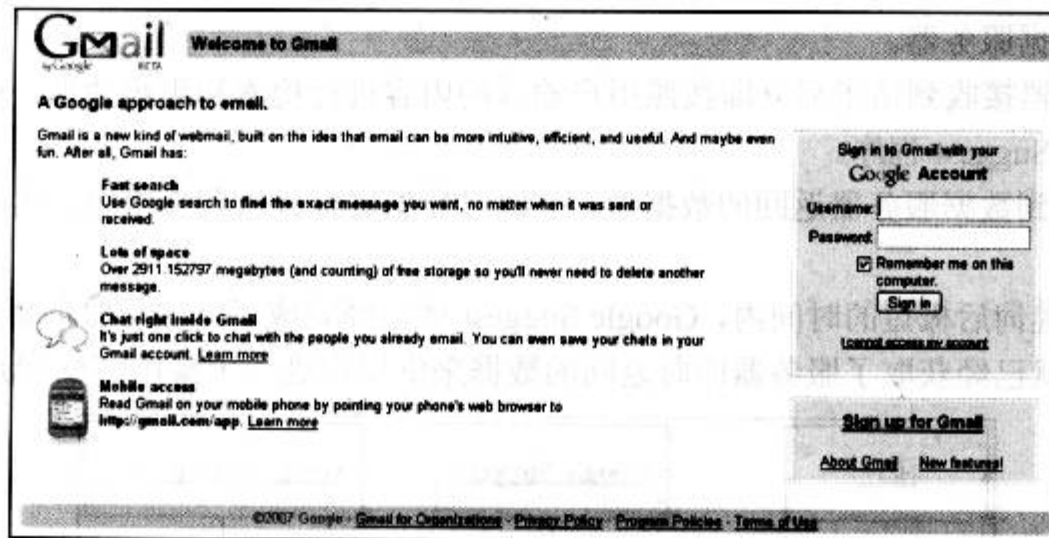 GMail
by Google BETA
Welcome to Gmail
A Google approach to email.
Gmail is a new kind of webmail, built on the idea that email can be more intuitive, efficient, and useful. And maybe even
fun. After all, Gmail has:
Fast search
Use Google search to find the exact message you want, no matter when it was sent or
received.
Lots of space
Over 2911.152797 megabytes (and counting) of free storage so you'll never need to delete another
message.
Chat right inside Gmail
It's just one click to chat with the people you already email. You can even save your chats in your
Gmail account. Learn more
Mobile access
Read Gmail on your mobile phone by pointing your phone's web browser to
http://gmail.com/app. Learn more
Sign in to Gmail with your
Google Account
Username:
Password:
Remember me on this
computer.
Sign in
I cannot access my account
Sign up for Gmail
About Gmail New features!
©2007 Google - Gmail for Organizations - Privacy Policy - Program Policies - Terms of Use